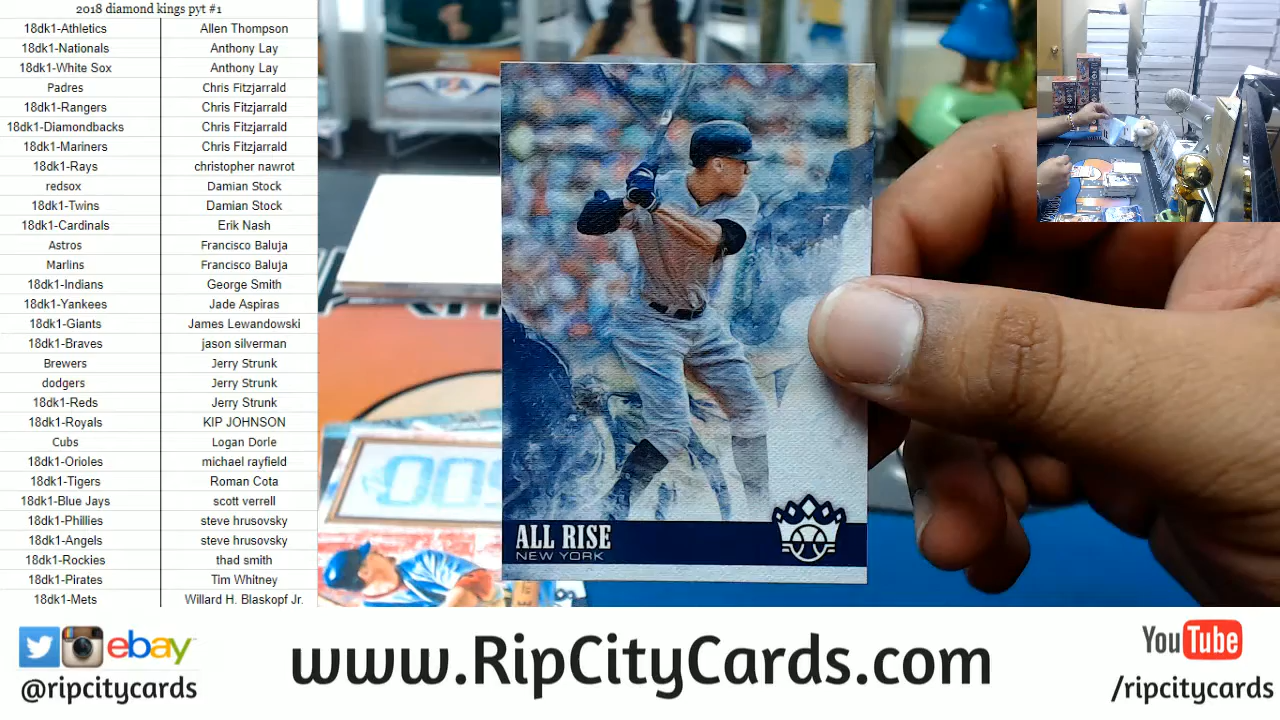 2018 diamond kings pyt #1
18dk1-Athletics Allen Thompson
18dk1-Nationals Anthony Lay
18dk1-White Sox Anthony Lay
Padres Chris Fitzjarrald
18dk1-Rangers Chris Fitzjarrald
18dk1-Diamondbacks Chris Fitzjarrald
18dk1-Mariners Chris Fitzjarrald
18dk1-Rays christopher nawrot
redsox Damian Stock
18dk1-Twins Damian Stock
18dk1-Cardinals Erik Nash
Astros Francisco Baluja
Marlins Francisco Baluja
18dk1-Indians George Smith
18dk1-Yankees Jade Aspiras
18dk1-Giants James Lewandowski
18dk1-Braves jason silverman
Brewers Jerry Strunk
dodgers Jerry Strunk
18dk1-Reds Jerry Strunk
18dk1-Royals KIP JOHNSON
Cubs Logan Dorle
18dk1-Orioles michael rayfield
18dk1-Tigers Roman Cota
18dk1-Blue Jays scott verrell
18dk1-Phillies steve hrusovsky
18dk1-Angels steve hrusovsky
18dk1-Rockies thad smith
18dk1-Pirates Tim Whitney
18dk1-Mets Willard H. Blaskopf Jr.
ALL RISE
NEW YORK
ebay
@ripcitycards
www.RipCityCards.com
YouTube
/ripcitycards